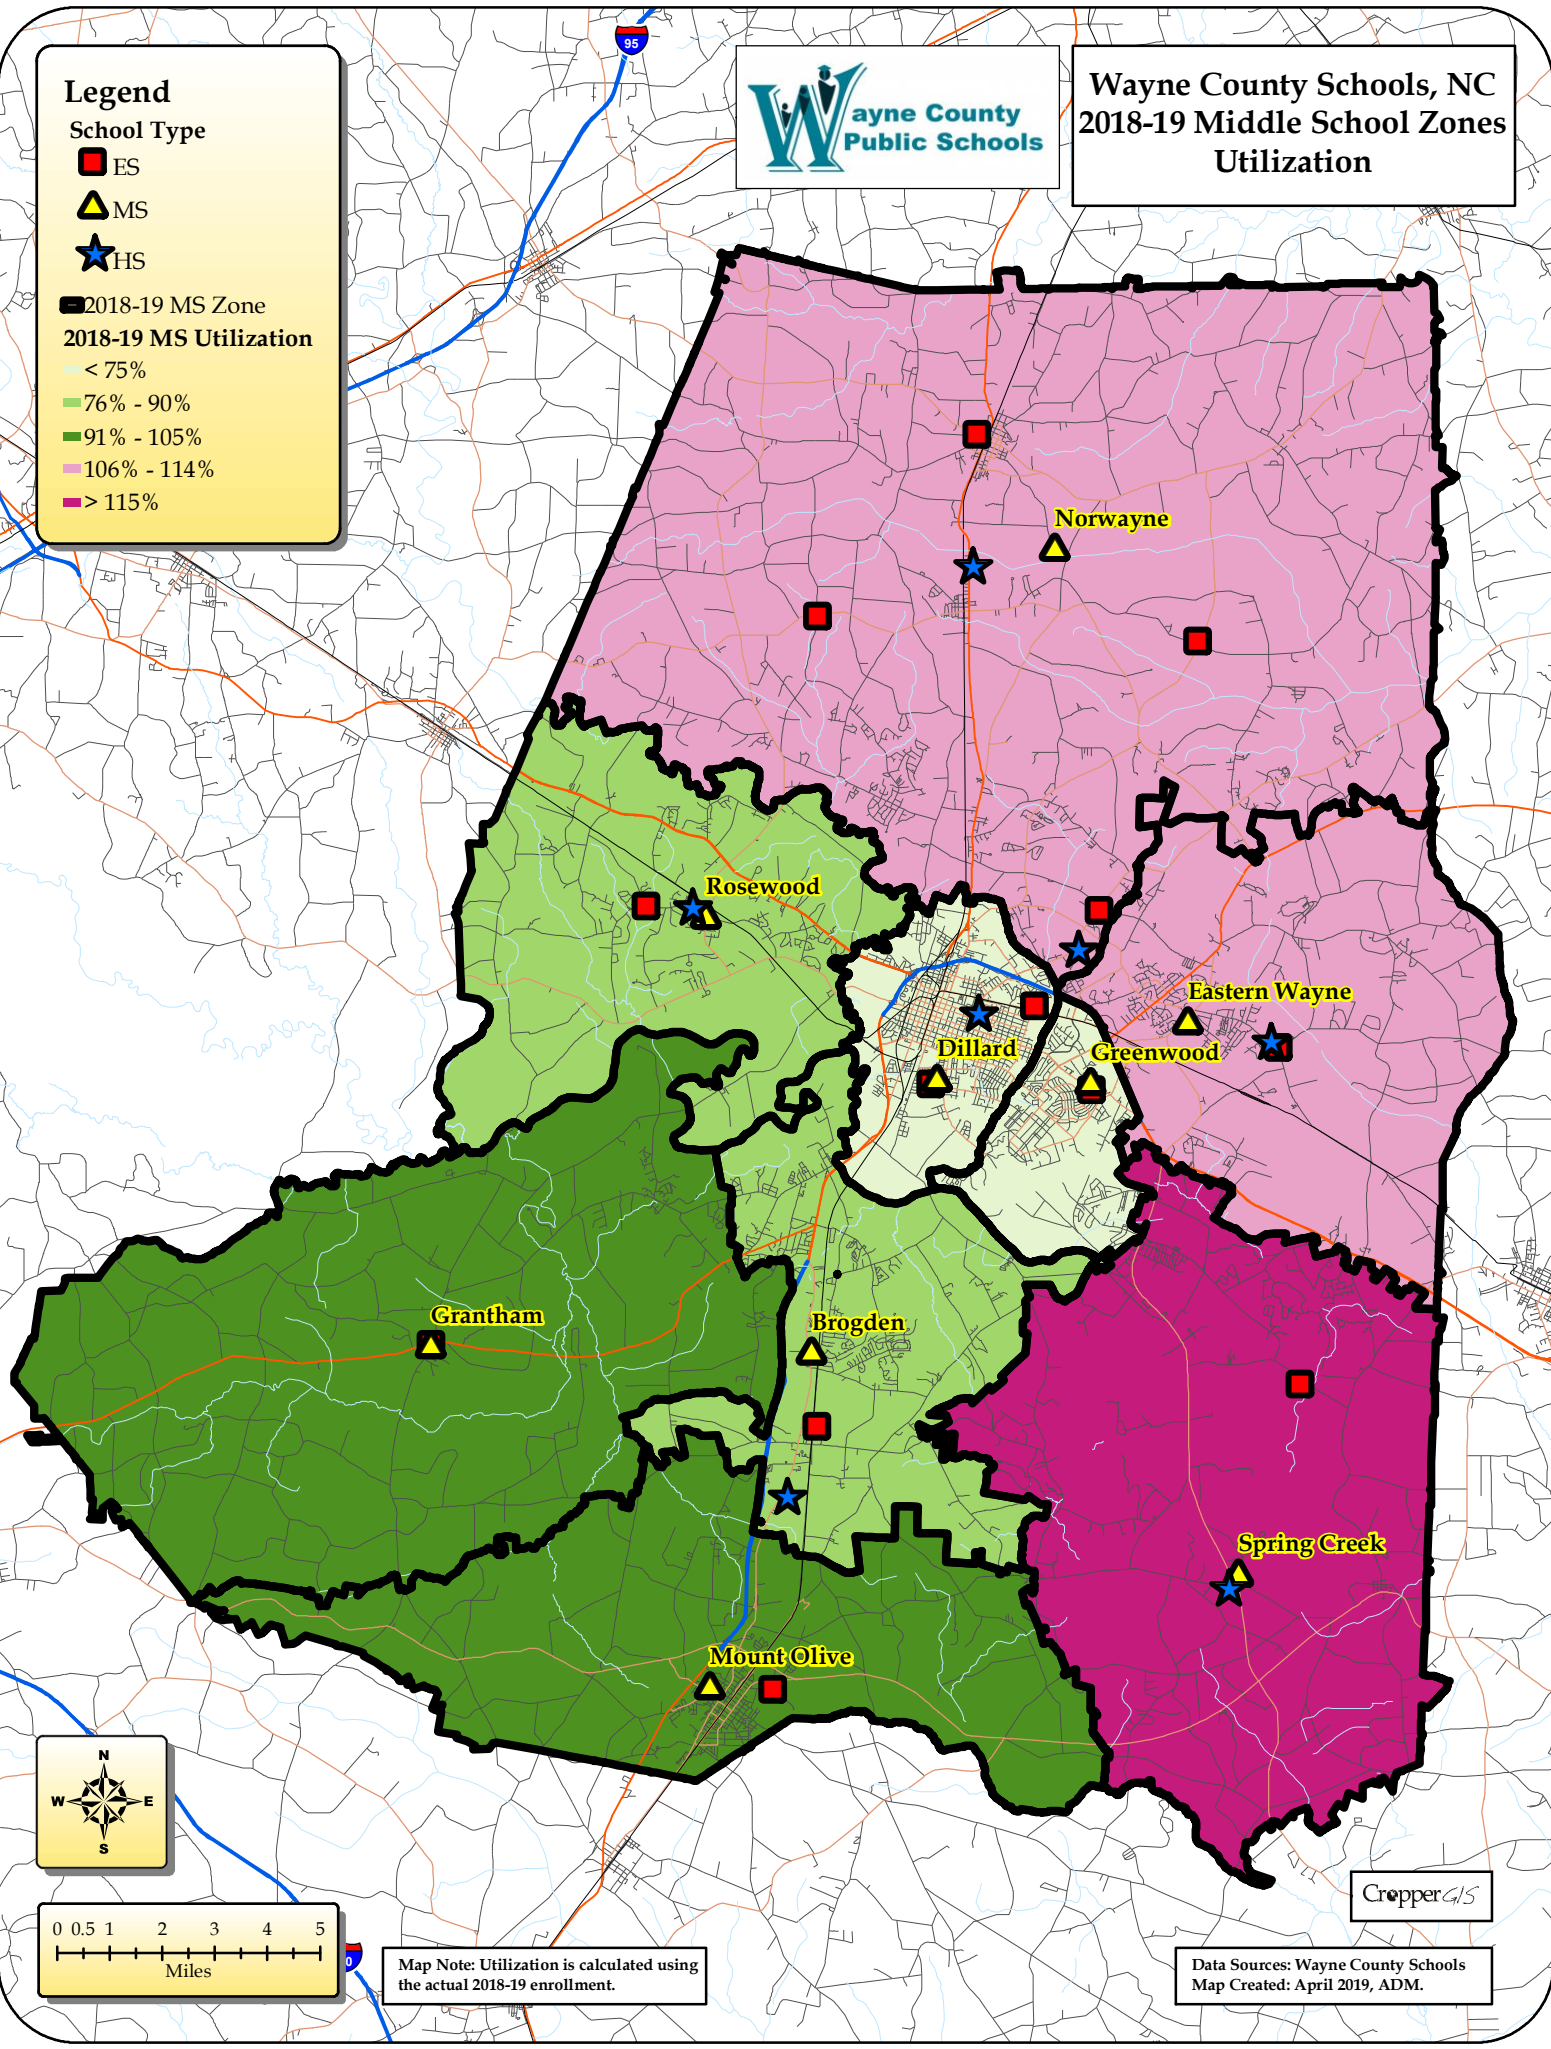 95
Legend
School Type
ES
MS
HS
2018-19 MS Zone
2018-19 MS Utilization
< 75%
76% - 90%
91% - 105%
106% - 114%
> 115%
Wayne County
Public Schools
Wayne County Schools, NC
2018-19 Middle School Zones
Utilization
Norwayne
Rosewood
Eastern Wayne
Dillard
Greenwood
Grantham
Brogden
Spring Creek
Mount Olive
N
W E
S
0 0.5 1 2 3 4 5
Miles
0
Map Note: Utilization is calculated using
the actual 2018-19 enrollment.
CropperGIS
Data Sources: Wayne County Schools
Map Created: April 2019, ADM.